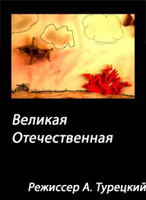 Великая
Отечественная
Режиссер А. Турецкий